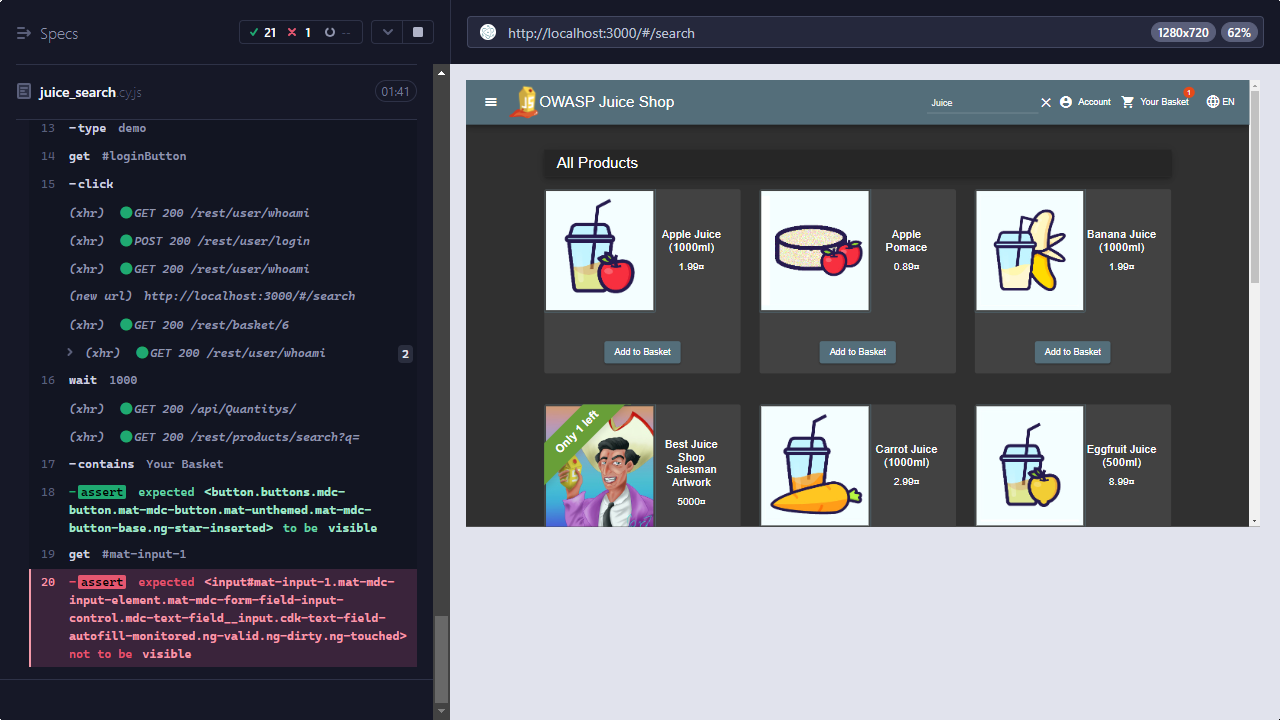 Specs
21
1
--
http://localhost:3000/#/search
1280x720
62%
juice_search.cy.js
01:41
13 -type demo
14 get #loginButton
15 -click
(xhr) GET 200 /rest/user/whoami
(xhr) POST 200 /rest/user/login
(xhr) GET 200 /rest/user/whoami
(new url) http://localhost:3000/#/search
(xhr) GET 200 /rest/basket/6
(xhr) GET 200 /rest/user/whoami 2
16 wait 1000
(xhr) GET 200 /api/Quantitys/
(xhr) GET 200 /rest/products/search?q=
17 -contains Your Basket
18 -assert expected <button.buttons.mdc-
button.mat-mdc-button.mat-unthemed.mat-mdc-
button-base.ng-star-inserted> to be visible
19 get #mat-input-1
20 -assert expected <input#mat-input-1.mat-mdc-
input-element.mat-mdc-form-field-input-
control.mdc-text-field__input.cdk-text-field-
autofill-monitored.ng-valid.ng-dirty.ng-touched>
not to be visible
JS
OWASP Juice Shop
Juice
Account
Your Basket
1
EN
All Products
Apple Juice
(1000ml)
1.99¤
Add to Basket
Apple
Pomace
0.89¤
Add to Basket
Banana Juice
(1000ml)
1.99¤
Add to Basket
Only 1 left
Best Juice
Shop
Salesman
Artwork
5000¤
Carrot Juice
(1000ml)
2.99¤
Eggfruit Juice
(500ml)
8.99¤